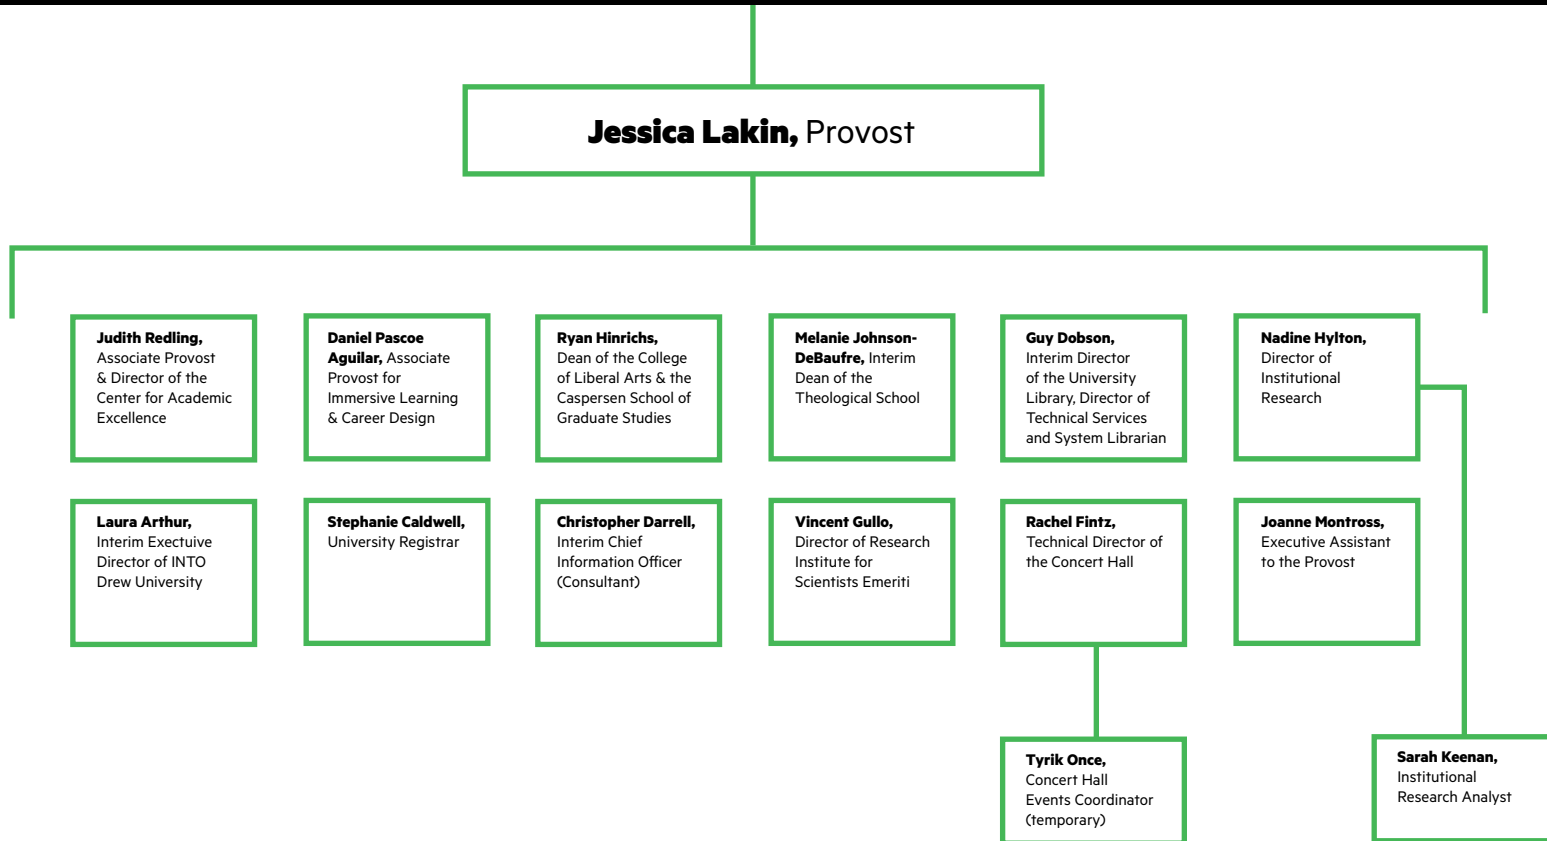 Jessica Lakin, Provost
Judith Redling,
Associate Provost
& Director of the
Center for Academic
Excellence
Daniel Pascoe
Aguilar, Associate
Provost for
Immersive Learning
& Career Design
Ryan Hinrichs,
Dean of the College
of Liberal Arts & the
Caspersen School of
Graduate Studies
Melanie Johnson-
DeBaufre, Interim
Dean of the
Theological School
Guy Dobson,
Interim Director
of the University
Library, Director of
Technical Services
and System Librarian
Nadine Hylton,
Director of
Institutional
Research
Laura Arthur,
Interim Exectuive
Director of INTO
Drew University
Stephanie Caldwell,
University Registrar
Christopher Darrell,
Interim Chief
Information Officer
(Consultant)
Vincent Gullo,
Director of Research
Institute for
Scientists Emeriti
Rachel Fintz,
Technical Director of
the Concert Hall
Joanne Montross,
Executive Assistant
to the Provost
Tyrik Once,
Concert Hall
Events Coordinator
(temporary)
Sarah Keenan,
Institutional
Research Analyst